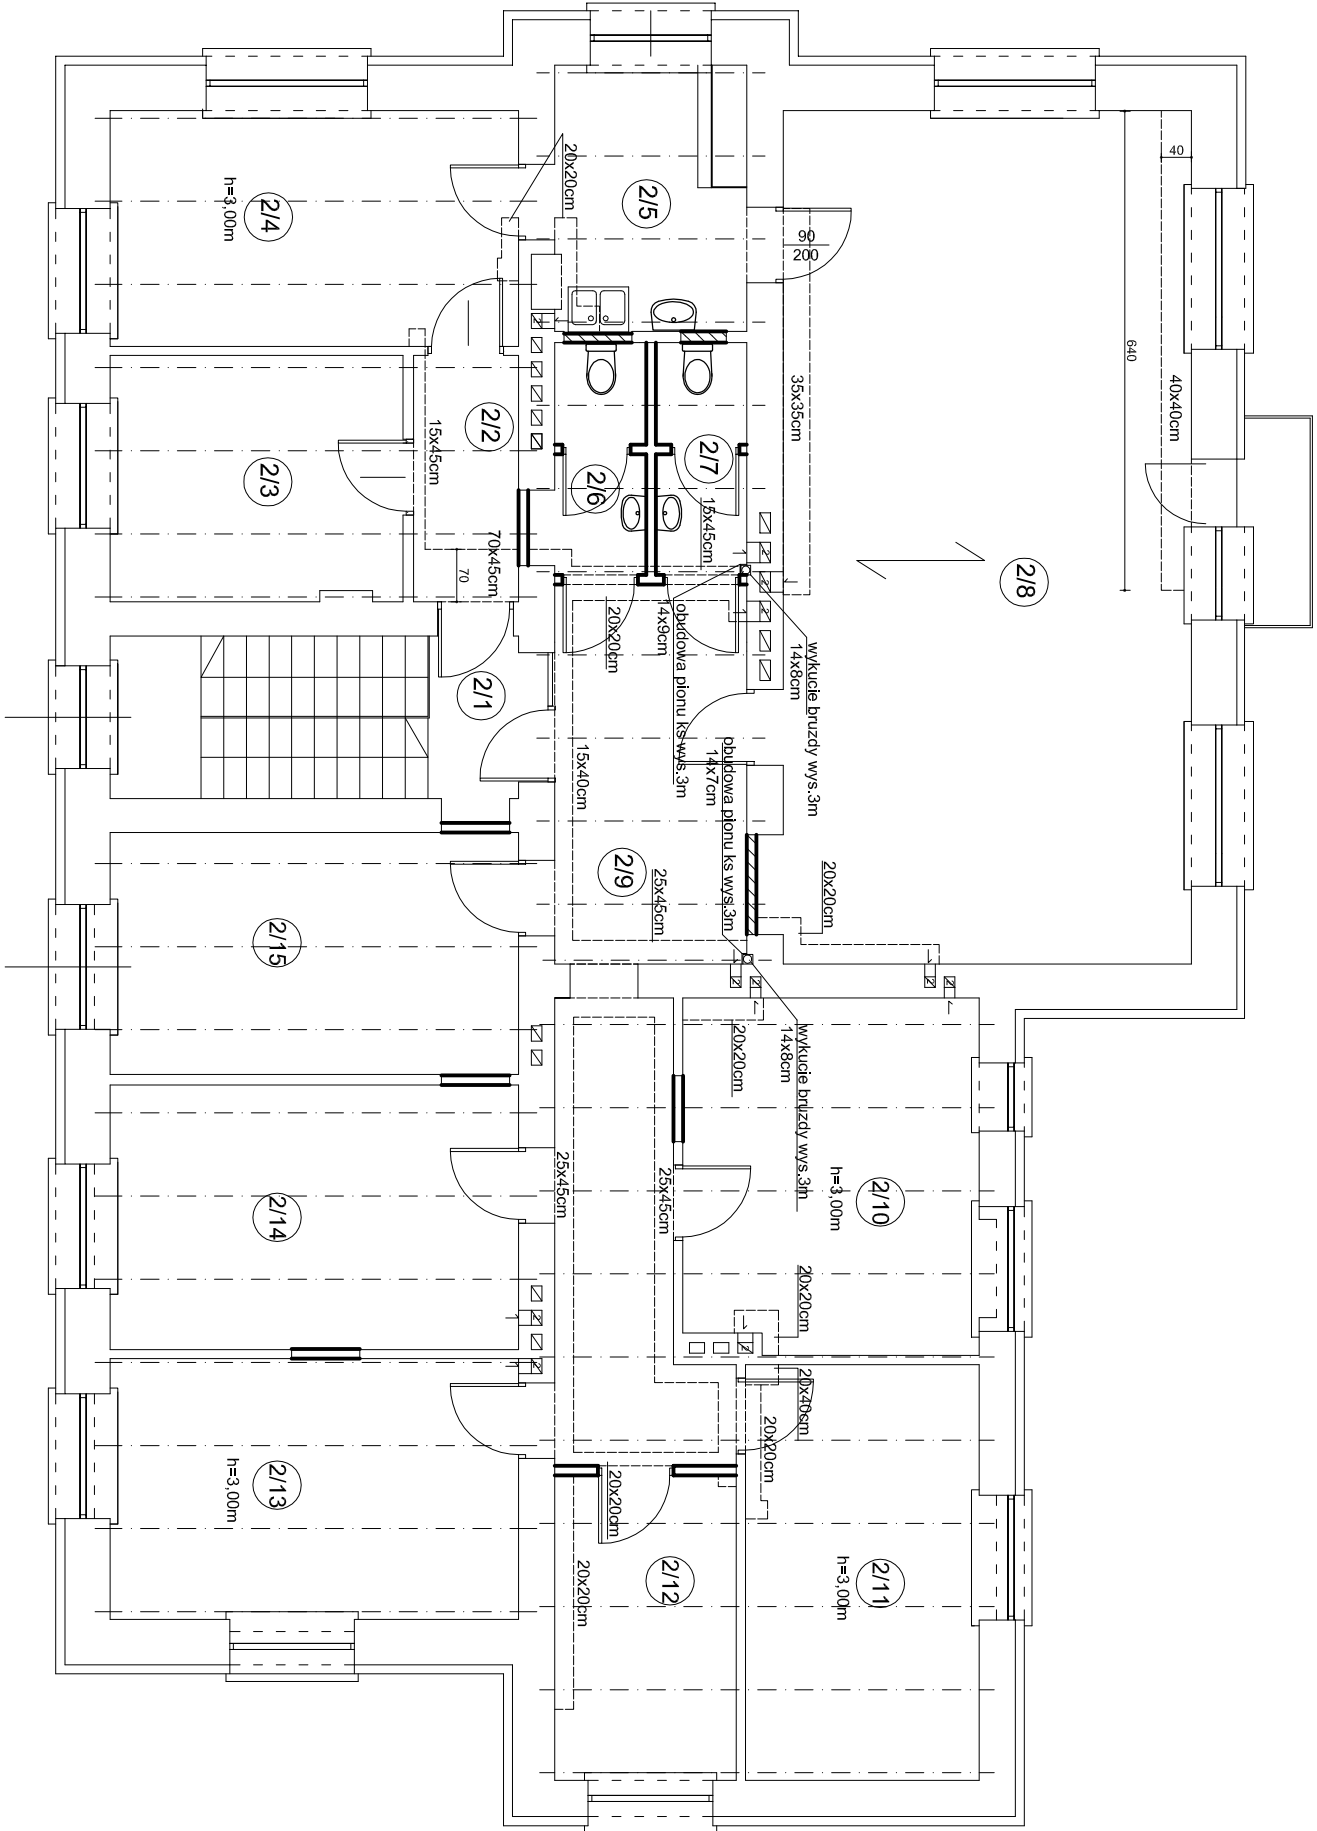 2/4
h=3,00m
20x20cm
2/5
90
200
40
640
40x40cm
35x35cm
2/2
15x45cm
2/3
2/6
2/7
15x45cm
70x45cm
70
2/8
2/1
20x20cm
14x9cm
obudowa pionu ks wys.3m
wykucie bruzdy wys.3m
14x8cm
15x40cm
14x7cm
obudowa pionu ks wys.3m
2/9
25x45cm
20x20cm
2/15
20x20cm
wykucie bruzdy wys.3m
14x8cm
2/14
25x45cm
25x45cm
2/10
h=3,00m
20x20cm
20x40cm
20x20cm
2/13
h=3,00m
20x20cm
20x20cm
2/12
2/11
h=3,00m